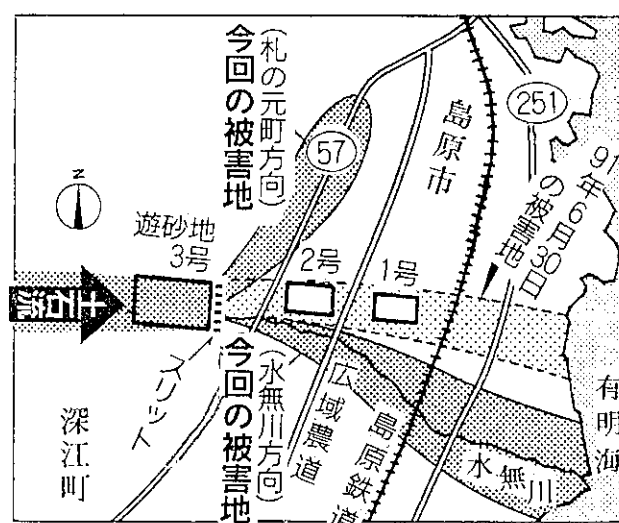 (札の元町方向)
今回の被害地
57
251
島原市
91年6月30日の被害地
N
遊砂地
3号
2号
1号
土石流
スリット
(水無川方向)
今回の被害地
広域農道
島原鉄道
水無川
有明海
深江町